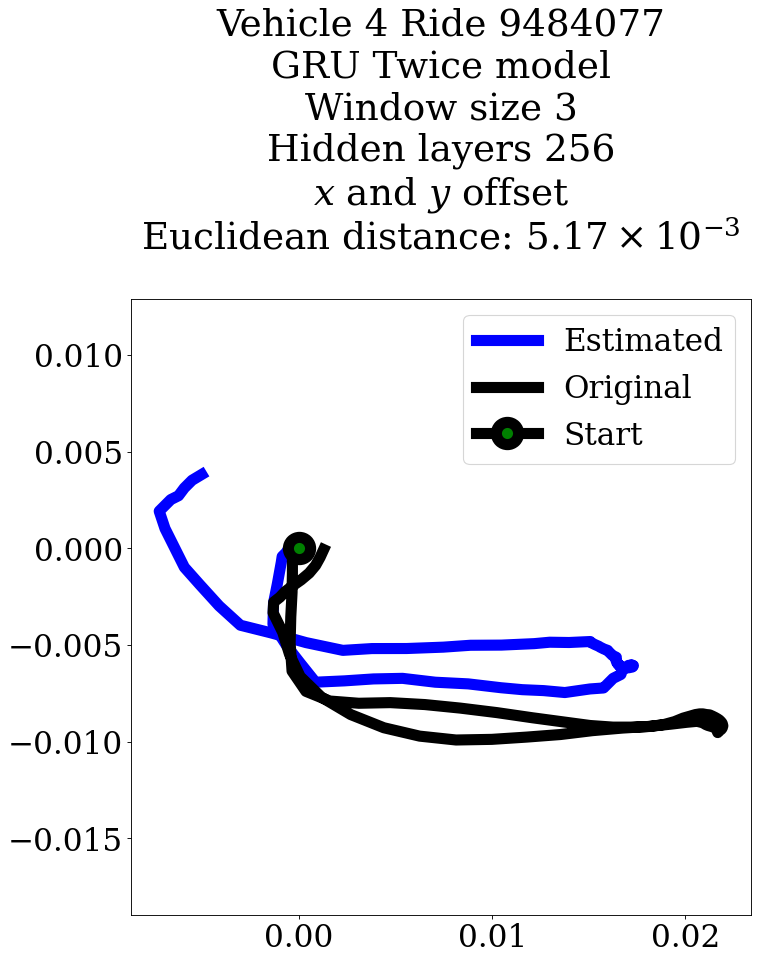 Vehicle 4 Ride 9484077
GRU Twice model
Window size 3
Hidden layers 256
x and y offset
Euclidean distance: 5.17 × 10⁻³
Estimated
Original
Start
0.010
0.005
0.000
−0.005
−0.010
−0.015
0.00
0.01
0.02